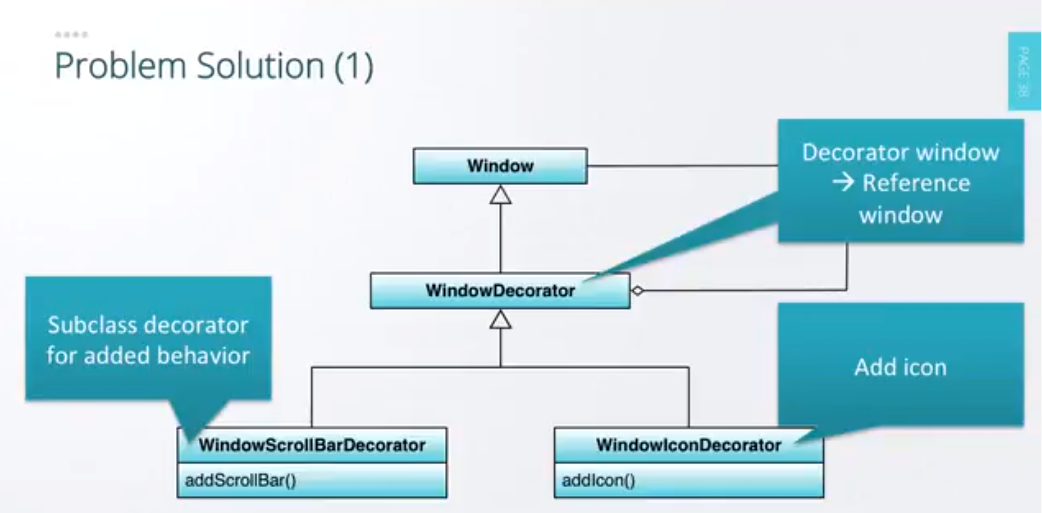 Problem Solution (1)
PAGE 38
Window
Decorator window
→ Reference
window
WindowDecorator
Subclass decorator
for added behavior
Add icon
WindowScrollBarDecorator
addScrollBar()
WindowIconDecorator
addIcon()